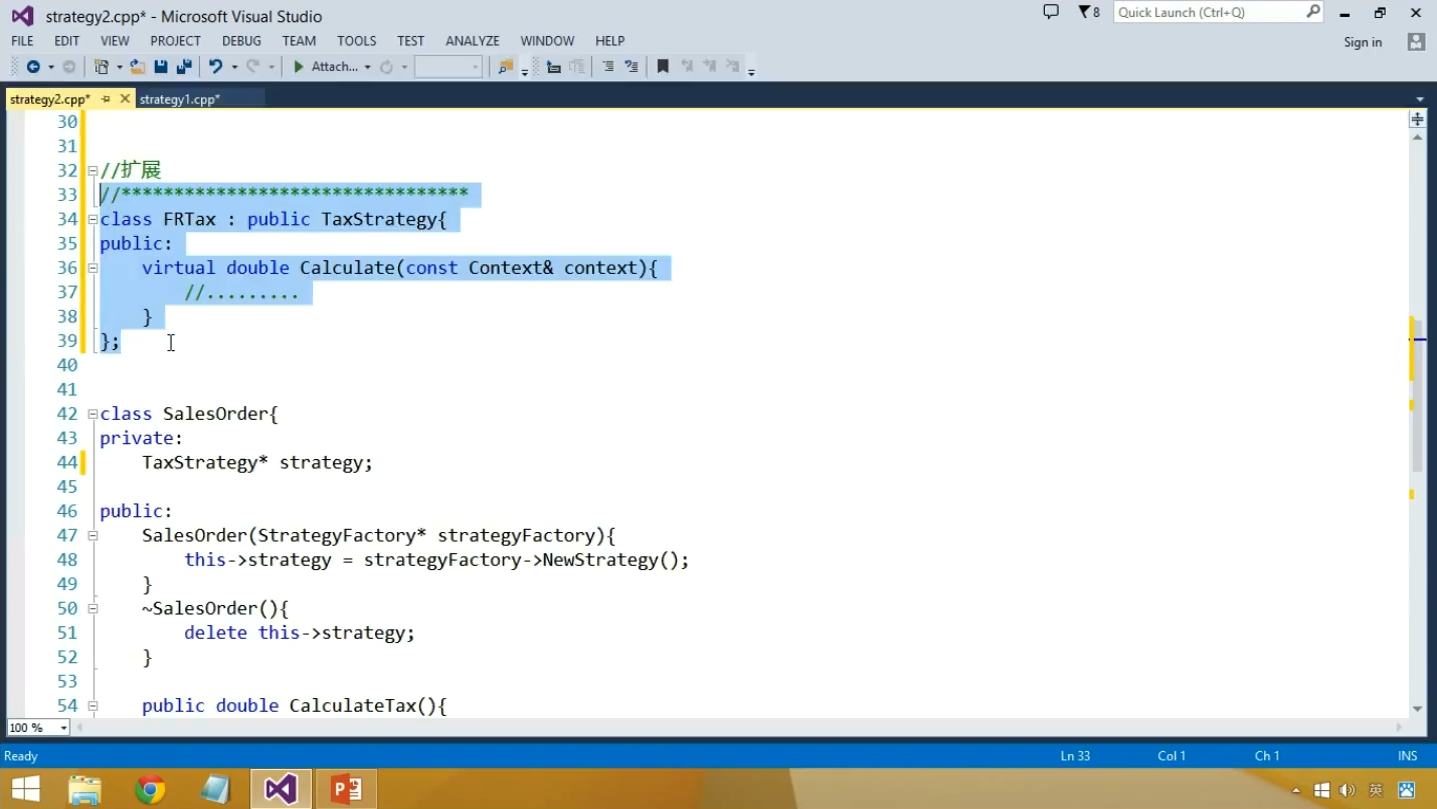 strategy2.cpp* - Microsoft Visual Studio
8
Quick Launch (Ctrl+Q)
FILE EDIT VIEW PROJECT DEBUG TEAM TOOLS TEST ANALYZE WINDOW HELP
Sign in
Attach...
strategy2.cpp*
strategy1.cpp*
30
31
32 //扩展
33 //*********************************
34 class FRTax : public TaxStrategy{
35 public:
36 virtual double Calculate(const Context& context){
37 //.........
38 }
39 };
40
41
42 class SalesOrder{
43 private:
44 TaxStrategy* strategy;
45
46 public:
47 SalesOrder(StrategyFactory* strategyFactory){
48 this->strategy = strategyFactory->NewStrategy();
49 }
50 ~SalesOrder(){
51 delete this->strategy;
52 }
53
54 public double CalculateTax(){
100 %
Ready
Ln 33 Col 1 Ch 1 INS
英